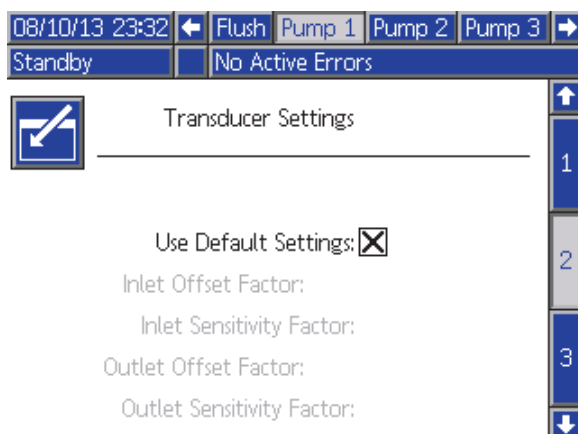 08/10/13 23:32 Flush Pump 1 Pump 2 Pump 3
Standby No Active Errors
Transducer Settings
1
Use Default Settings:
2
Inlet Offset Factor:
Inlet Sensitivity Factor:
3
Outlet Offset Factor:
Outlet Sensitivity Factor: